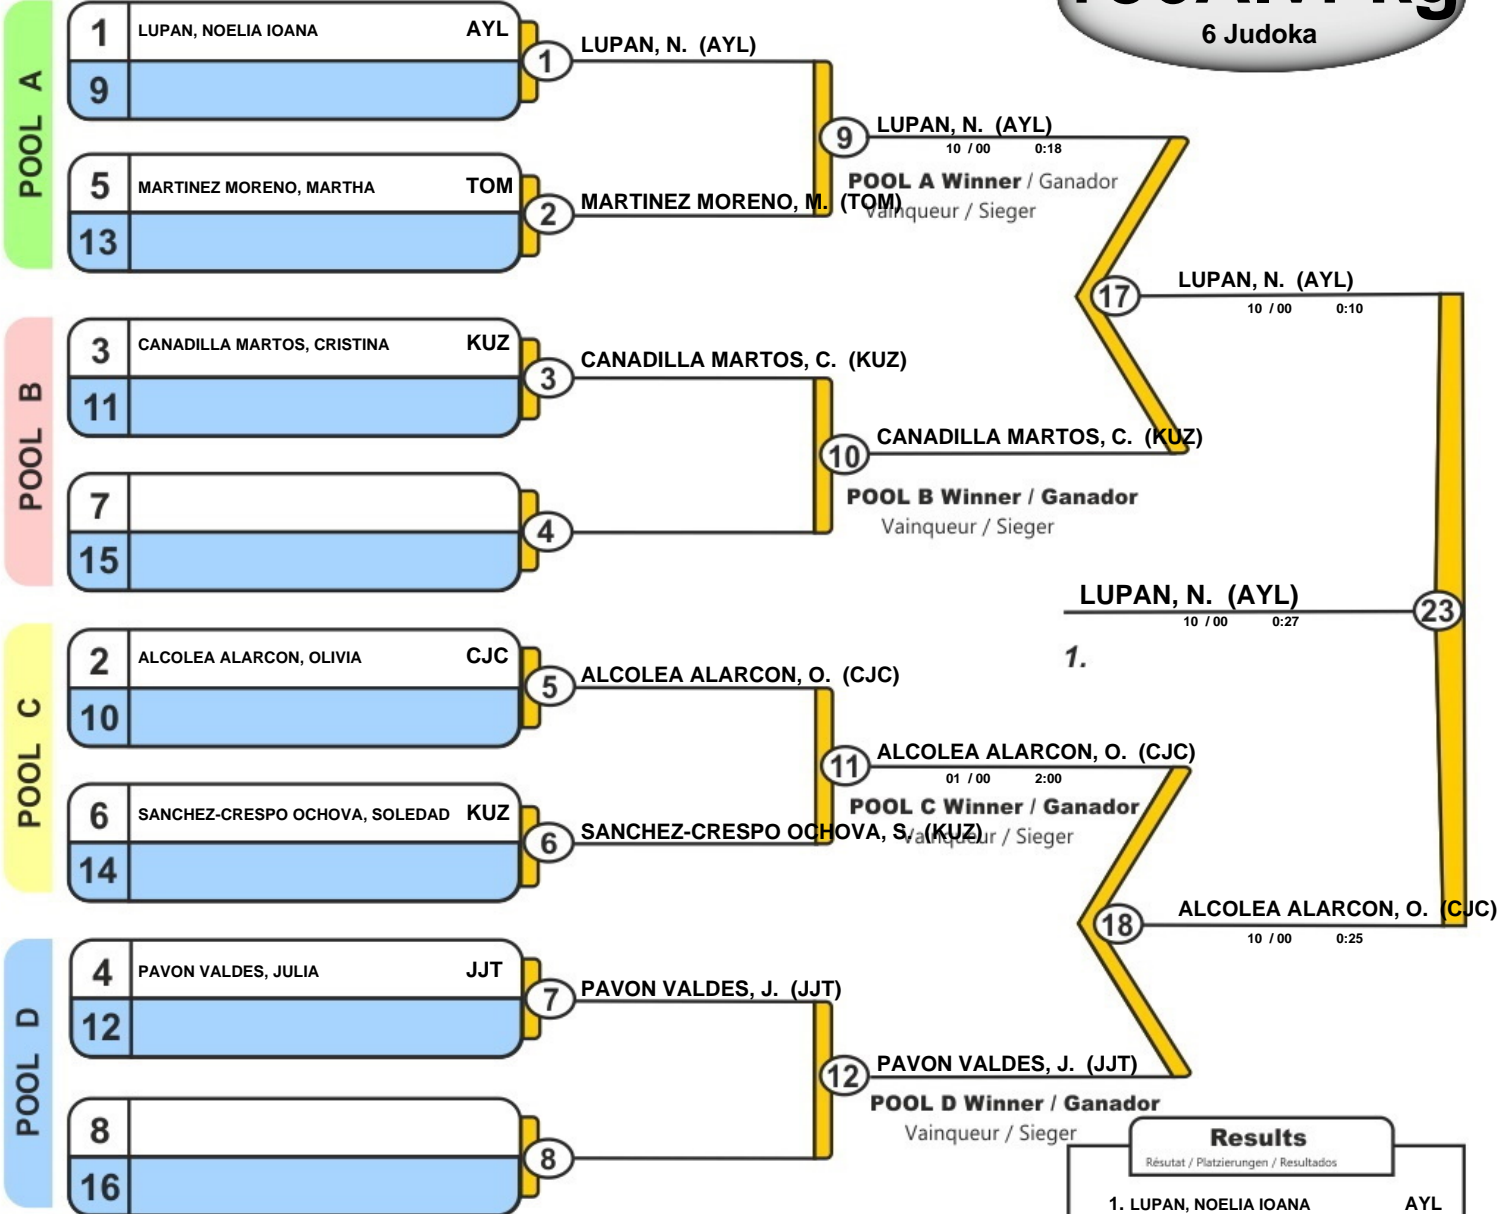 6 Judoka
POOL A
1 LUPAN, NOELIA IOANA AYL
9
1 LUPAN, N. (AYL)
5 MARTINEZ MORENO, MARTHA TOM
13
2 MARTINEZ MORENO, M. (TOM)
9 LUPAN, N. (AYL)
10 / 00 0:18
POOL A Winner / Ganador
Vainqueur / Sieger
POOL B
3 CANADILLA MARTOS, CRISTINA KUZ
11
3 CANADILLA MARTOS, C. (KUZ)
7
15
4
10 CANADILLA MARTOS, C. (KUZ)
POOL B Winner / Ganador
Vainqueur / Sieger
17 LUPAN, N. (AYL)
10 / 00 0:10
POOL C
2 ALCOLEA ALARCON, OLIVIA CJC
10
5 ALCOLEA ALARCON, O. (CJC)
6 SANCHEZ-CRESPO OCHOVA, SOLEDAD KUZ
14
6 SANCHEZ-CRESPO OCHOVA, S. (KUZ)
11 ALCOLEA ALARCON, O. (CJC)
01 / 00 2:00
POOL C Winner / Ganador
Vainqueur / Sieger
POOL D
4 PAVON VALDES, JULIA JJT
12
7 PAVON VALDES, J. (JJT)
8
16
8
12 PAVON VALDES, J. (JJT)
POOL D Winner / Ganador
Vainqueur / Sieger
18 ALCOLEA ALARCON, O. (CJC)
10 / 00 0:25
LUPAN, N. (AYL) 23
10 / 00 0:27
1.
Results
Résutat / Platzierungen / Resultados
1. LUPAN, NOELIA IOANA AYL